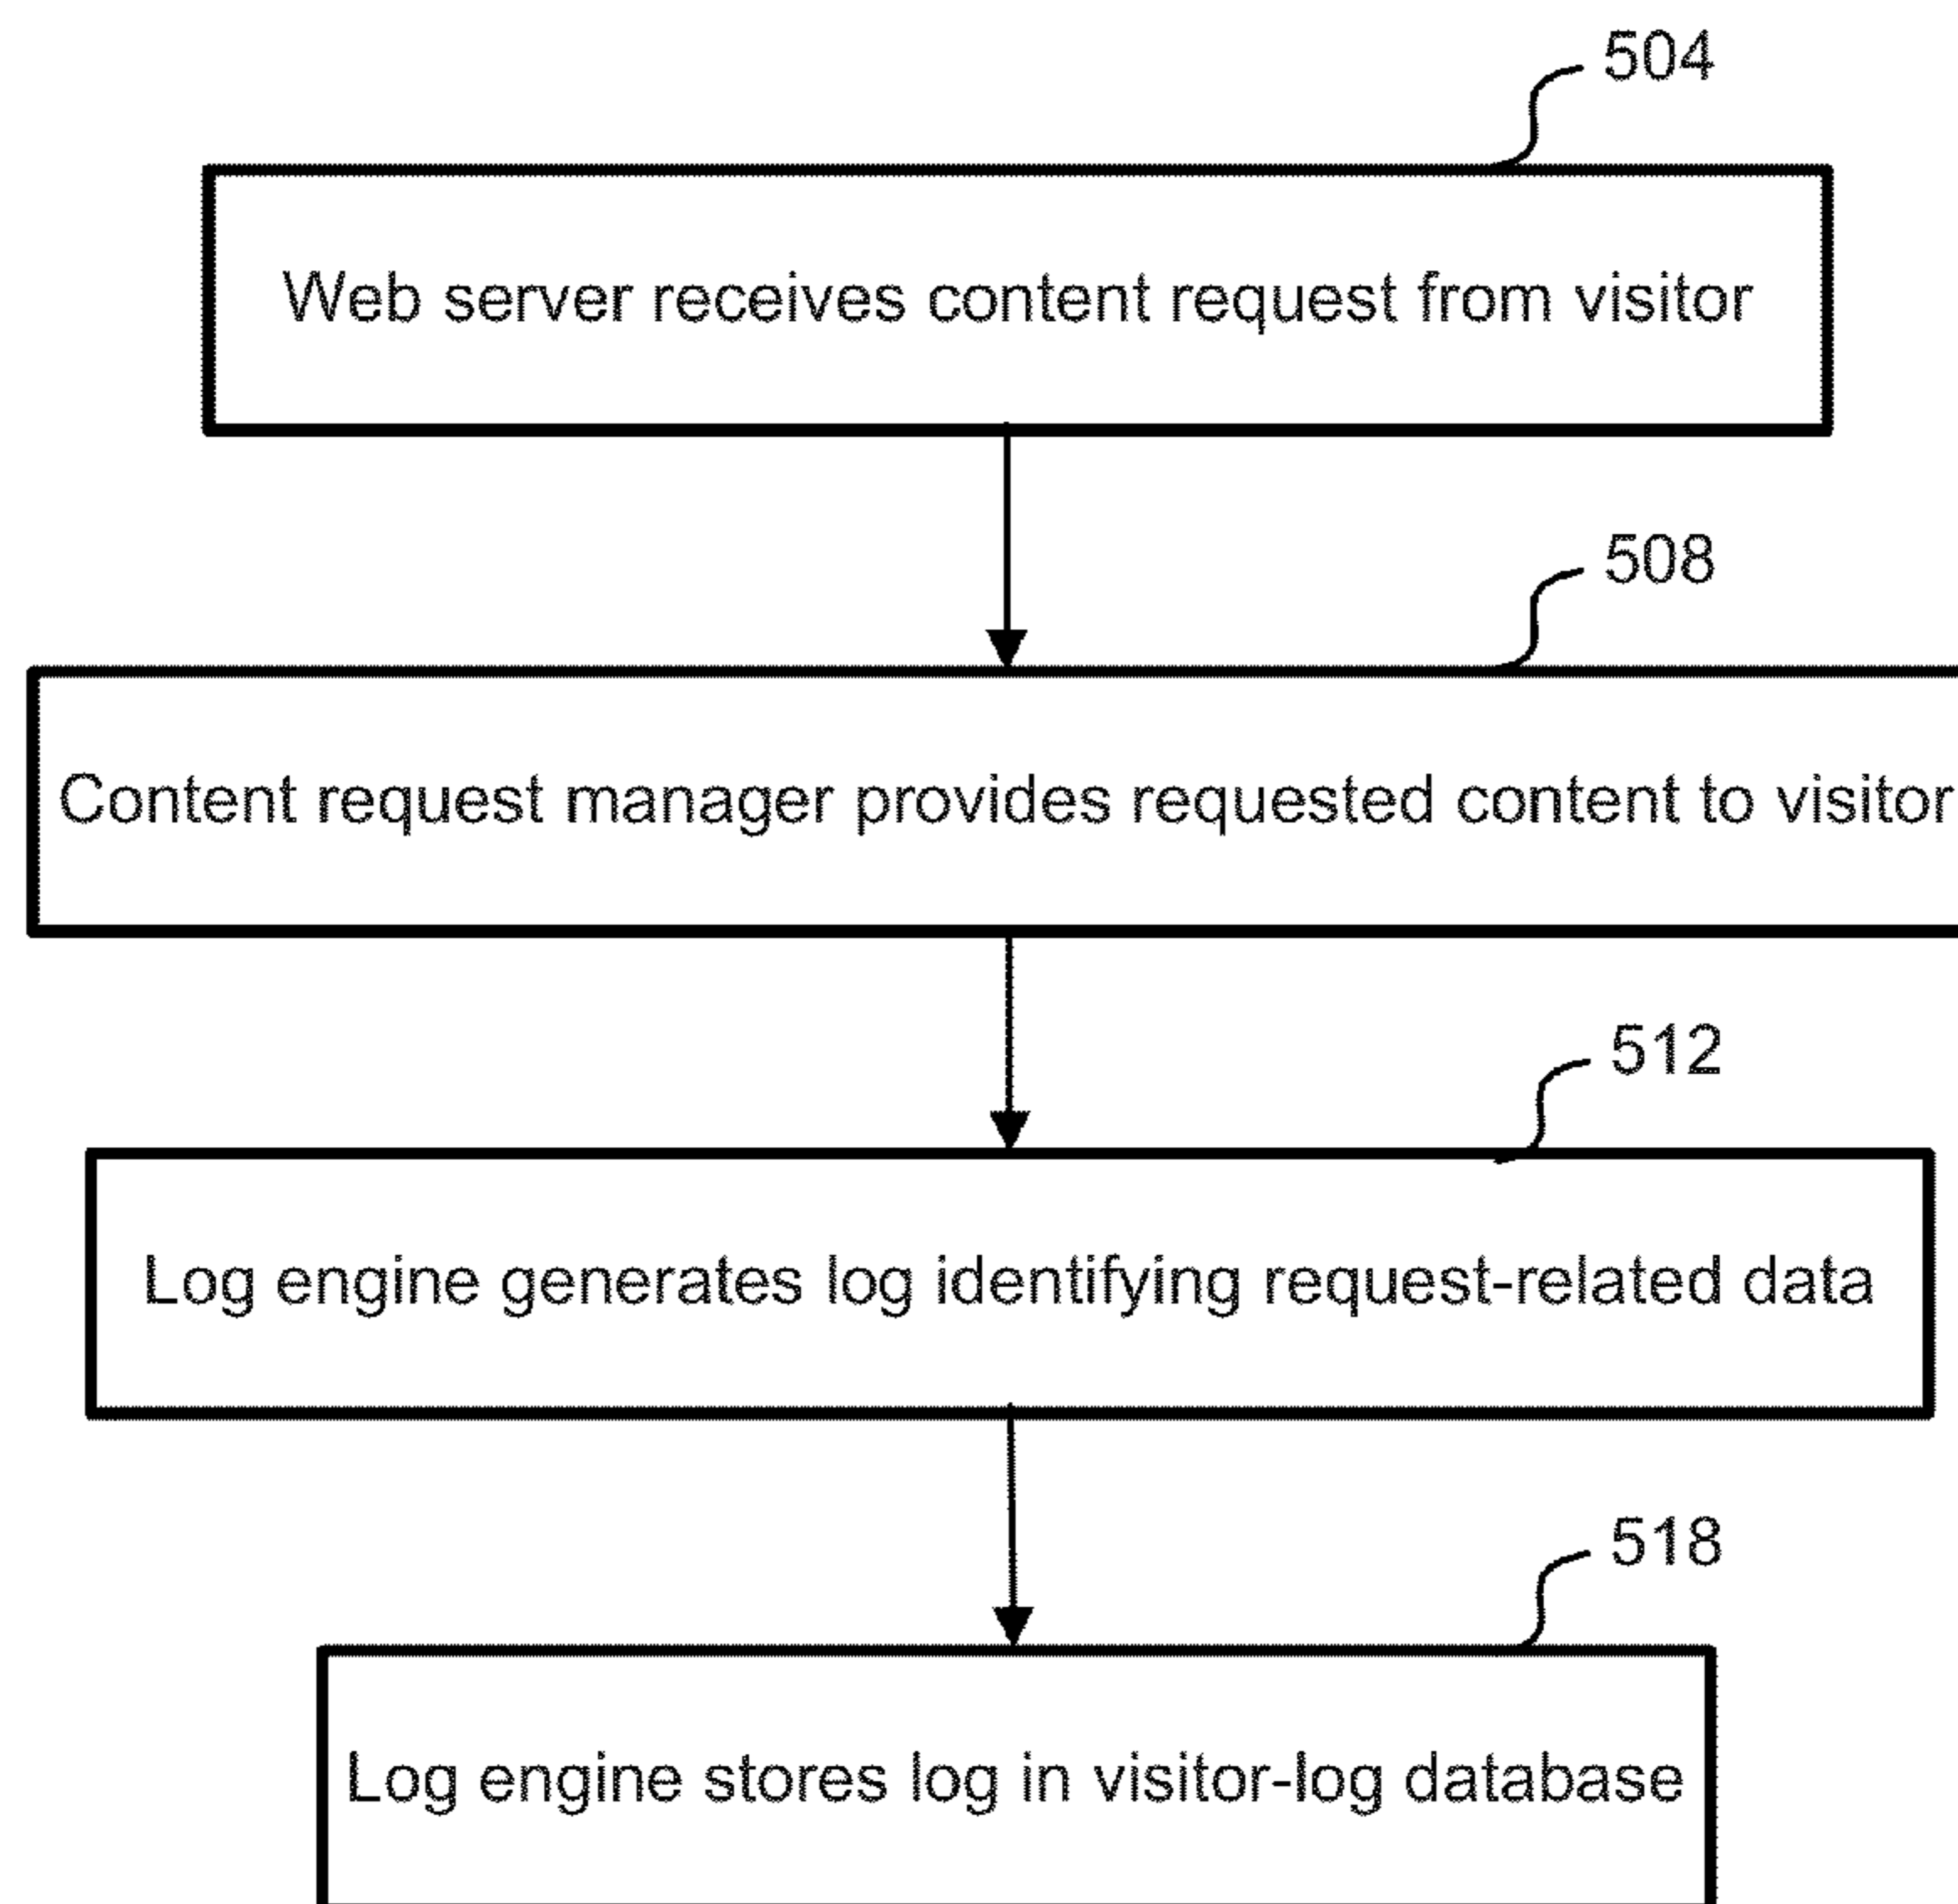 504
Web server receives content request from visitor
508
Content request manager provides requested content to visitor
512
Log engine generates log identifying request-related data
518
Log engine stores log in visitor-log database